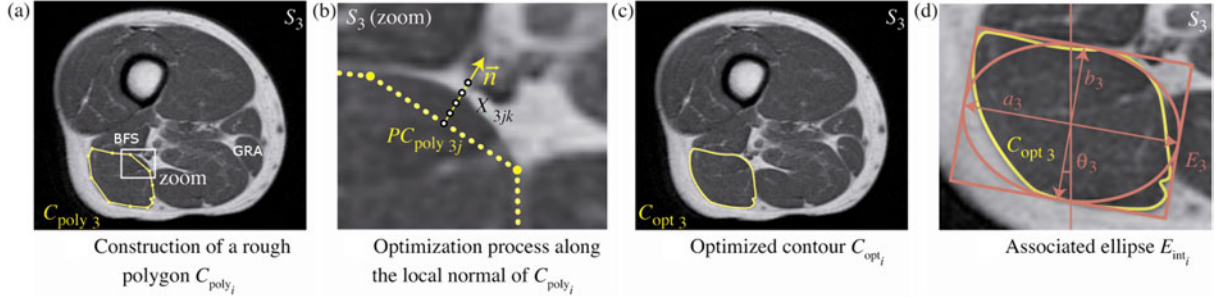 (a)
S3
BFS
GRA
zoom
Cpoly 3
Construction of a rough
polygon Cpolyi
(b)
S3 (zoom)
n⃗
X3jk
PCpoly 3j
Optimization process along
the local normal of Cpolyi
(c)
S3
Copt 3
Optimized contour Copti
(d)
S3
b3
a3
Copt 3
E3
θ3
Associated ellipse Einti